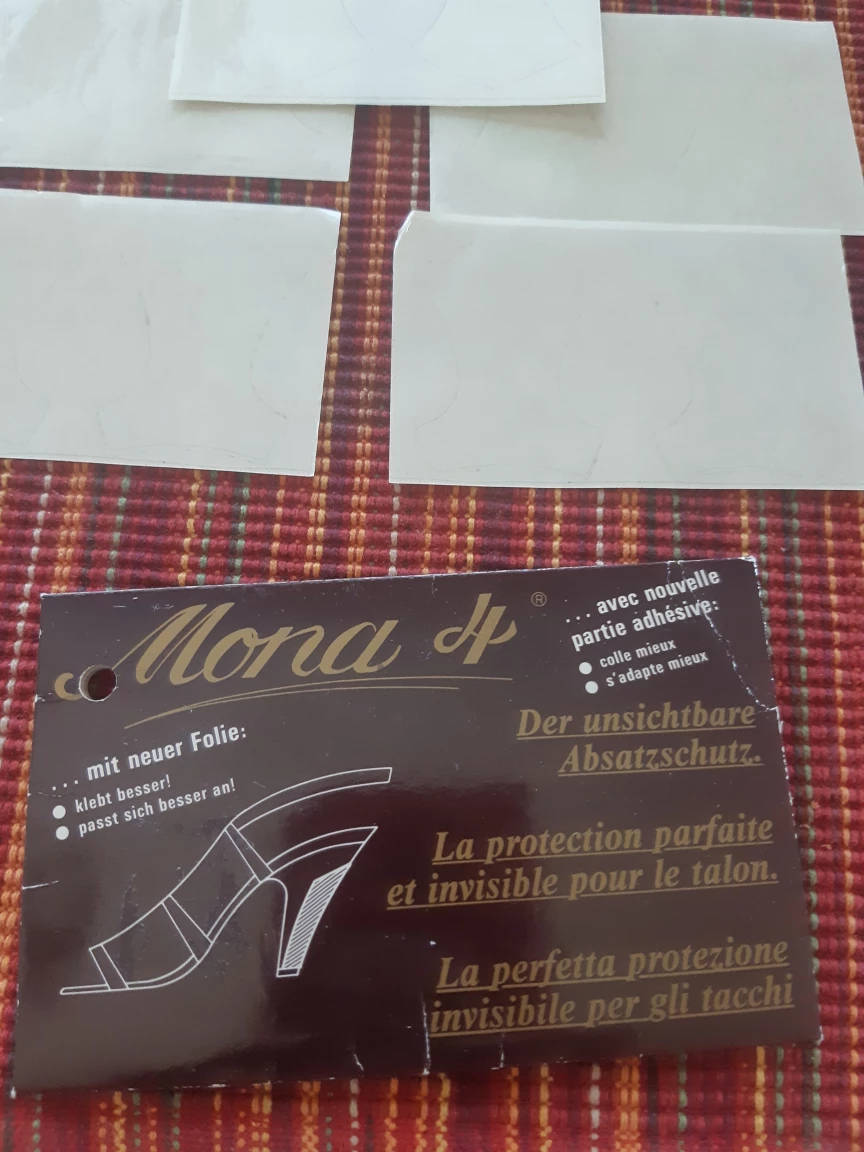 Mona 4 ®
... avec nouvelle
partie adhésive:
● colle mieux
● s'adapte mieux
... mit neuer Folie:
● klebt besser!
● passt sich besser an!
Der unsichtbare
Absatzschutz.
La protection parfaite
et invisible pour le talon.
La perfetta protezione
invisibile per gli tacchi